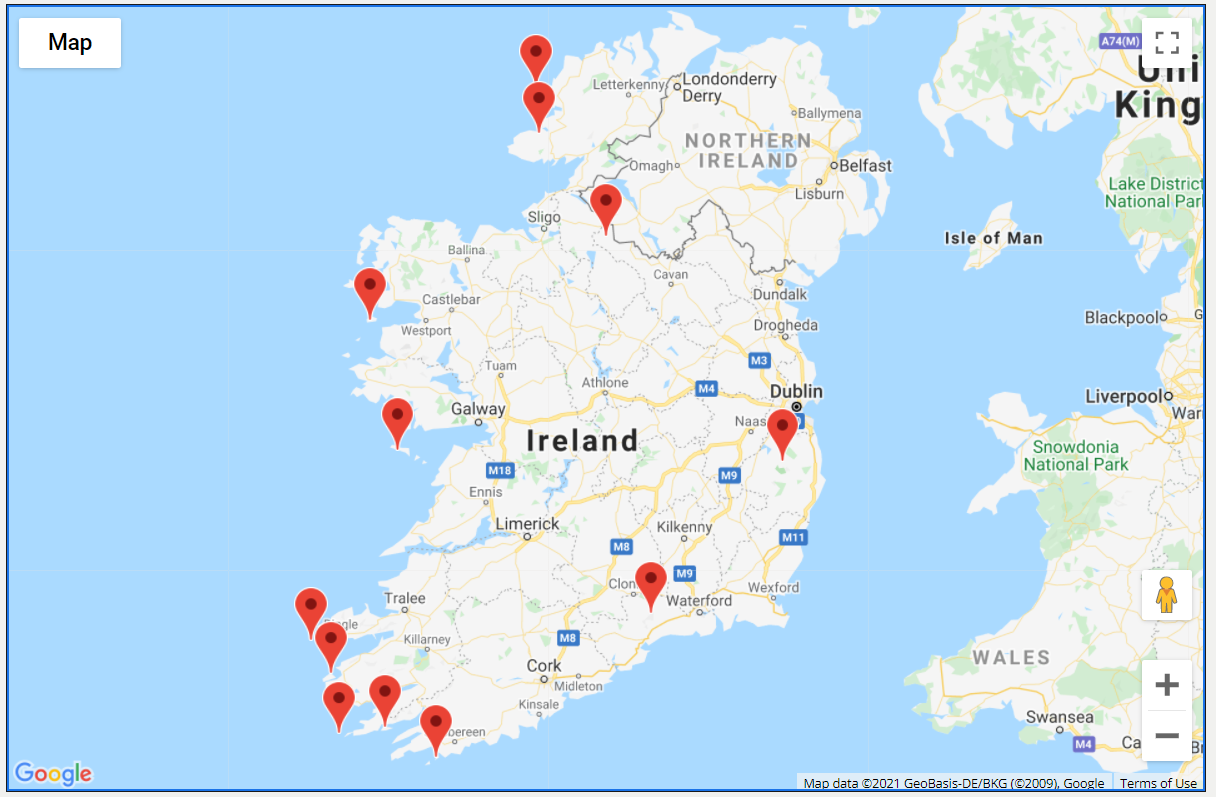 Map
A74(M)
Uni
King
Londonderry
Derry
Letterkenny
Ballymena
NORTHERN
IRELAND
Omagh
Belfast
Lisburn
Lake District
National Par
Sligo
Isle of Man
Ballina
Cavan
Castlebar
Dundalk
Westport
Drogheda
Blackpool
G
M3
Tuam
Athlone
M4
Dublin
Liverpool
Galway
War
Naas
Ireland
Snowdonia
National Park
M18
M9
Ennis
Limerick
Kilkenny
M11
M8
M9
Clon
Wexford
Tralee
Waterford
gle
Killarney
M8
WALES
Cork
Midleton
Kinsale
Swansea
bereen
M4
Ca
Br
Google
Map data ©2021 GeoBasis-DE/BKG (©2009), Google
Terms of Use